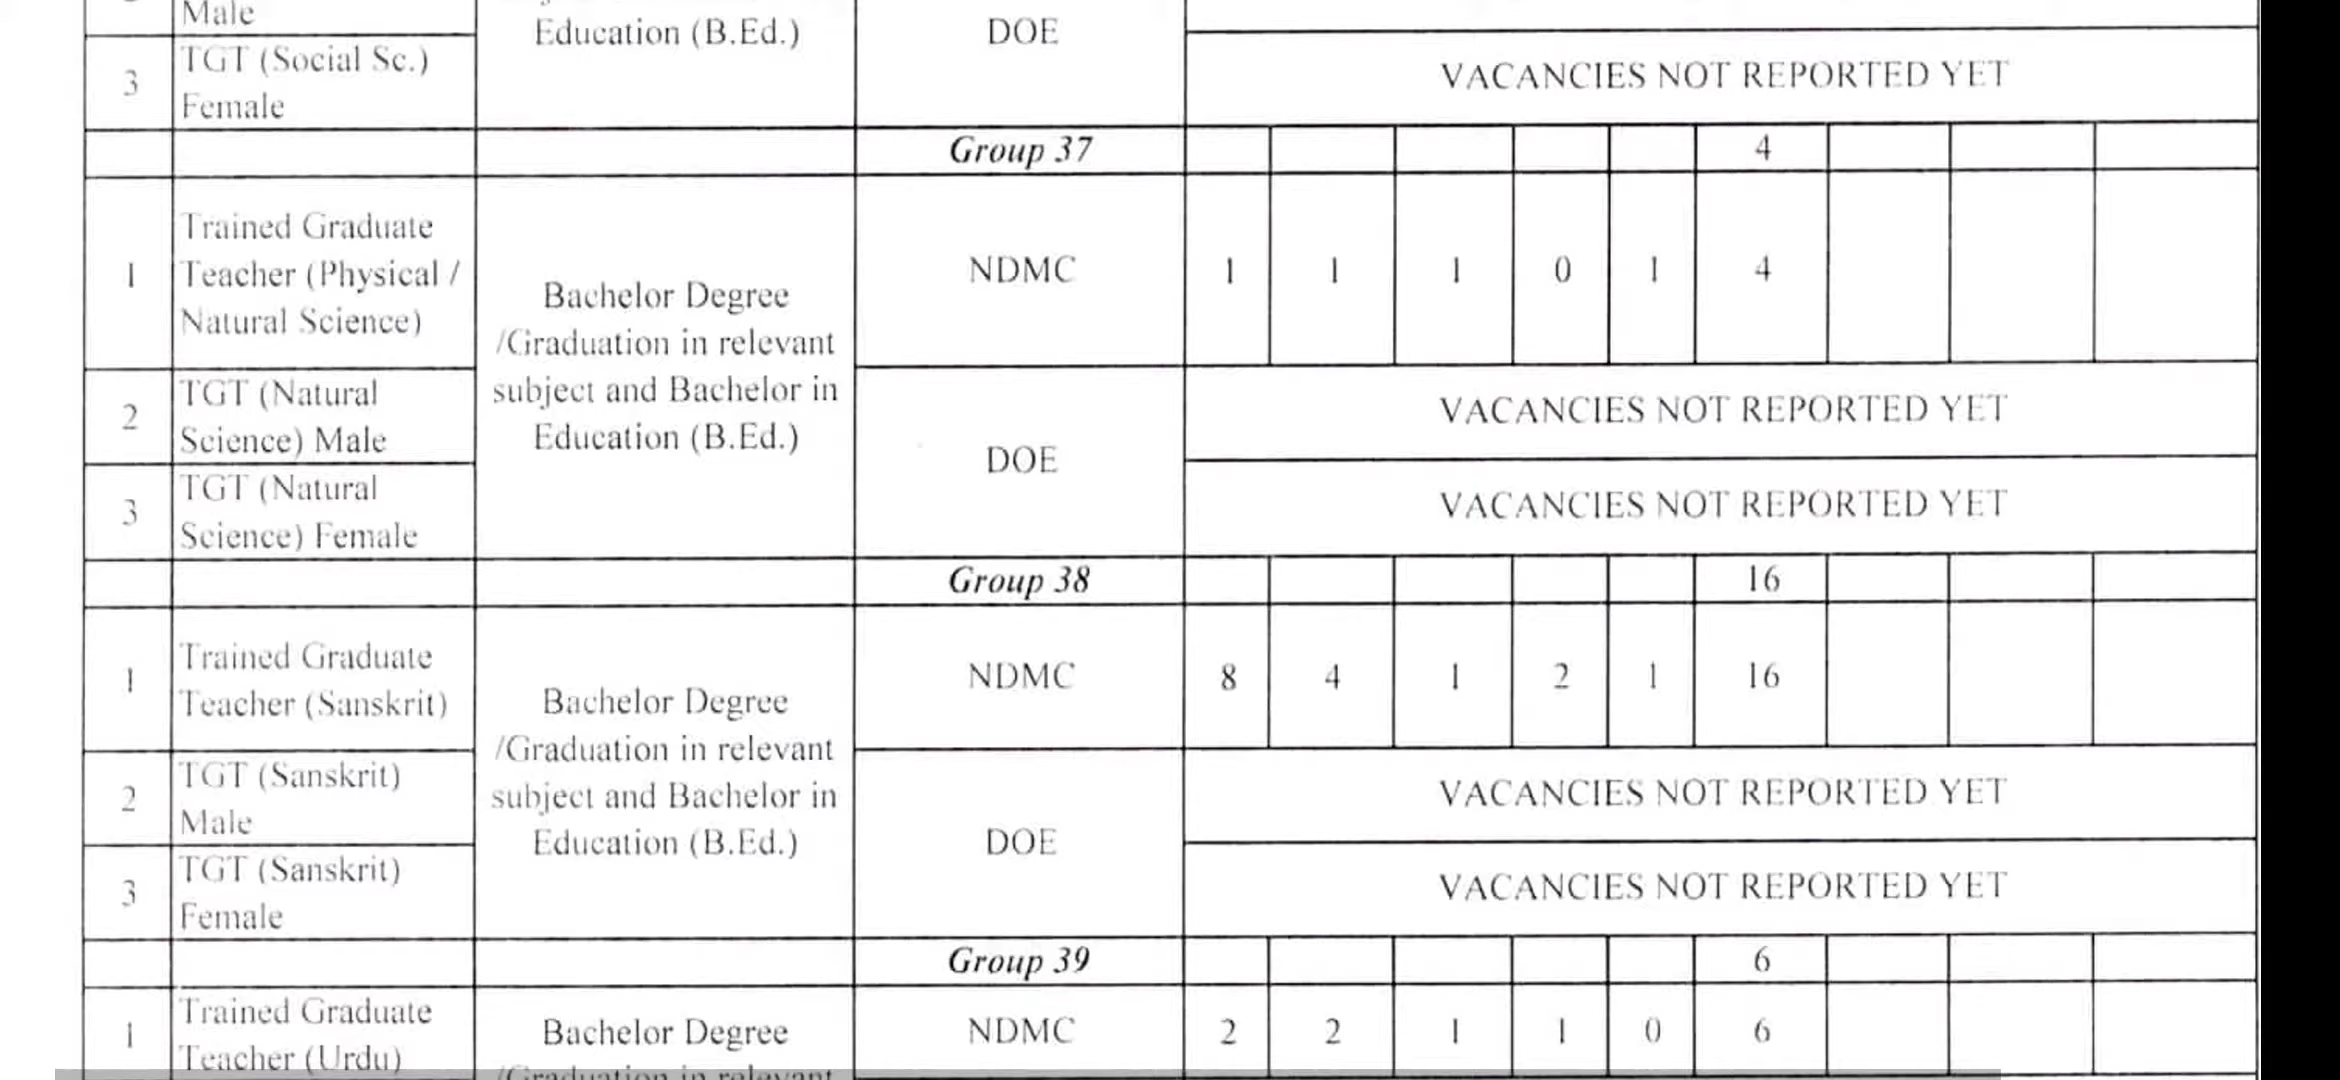 Male
Education (B.Ed.)
DOE
3
TGT (Social Sc.)
Female
VACANCIES NOT REPORTED YET
Group 37
4
1
Trained Graduate
Teacher (Physical /
Natural Science)
Bachelor Degree
/Graduation in relevant
subject and Bachelor in
Education (B.Ed.)
NDMC
1 1 1 0 1 4
2
TGT (Natural
Science) Male
DOE
VACANCIES NOT REPORTED YET
3
TGT (Natural
Science) Female
VACANCIES NOT REPORTED YET
Group 38
16
1
Trained Graduate
Teacher (Sanskrit)
Bachelor Degree
/Graduation in relevant
subject and Bachelor in
Education (B.Ed.)
NDMC
8 4 1 2 1 16
2
TGT (Sanskrit)
Male
DOE
VACANCIES NOT REPORTED YET
3
TGT (Sanskrit)
Female
VACANCIES NOT REPORTED YET
Group 39
6
1
Trained Graduate
Teacher (Urdu)
Bachelor Degree
/Graduation in relevant
NDMC
2 2 1 1 0 6